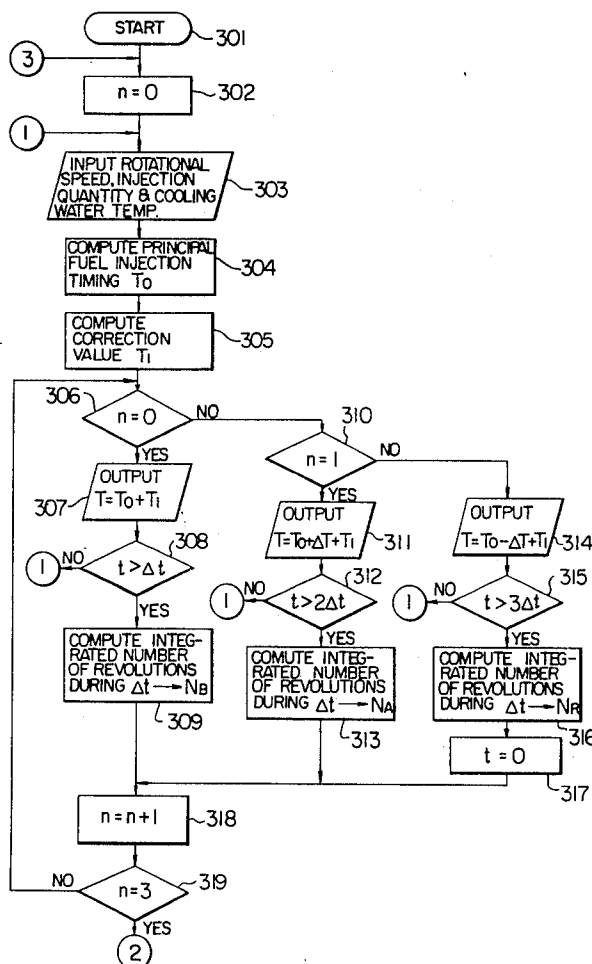 START
301
3
n=0
302
1
INPUT ROTATIONAL
SPEED, INJECTION
QUANTITY & COOLING
WATER TEMP.
303
COMPUTE PRINCIPAL
FUEL INJECTION
TIMING To
304
COMPUTE
CORRECTION
VALUE T1
305
306
n=0
NO
YES
310
n=1
NO
YES
OUTPUT
T=To+T1
307
OUTPUT
T=To+ΔT+T1
311
OUTPUT
T=To-ΔT+T1
314
308
t>Δt
NO
1
YES
312
t>2Δt
NO
1
YES
315
t>3Δt
NO
1
YES
COMPUTE INTEG-
RATED NUMBER
OF REVOLUTIONS
DURING Δt→NB
309
COMUTE INTEG-
RATED NUMBER
OF REVOLUTIONS
DURING Δt→NA
313
COMPUTE INTEG-
RATED NUMBER
OF REVOLUTIONS
DURING Δt→NR
316
t=0
317
n=n+1
318
NO
n=3
319
YES
2